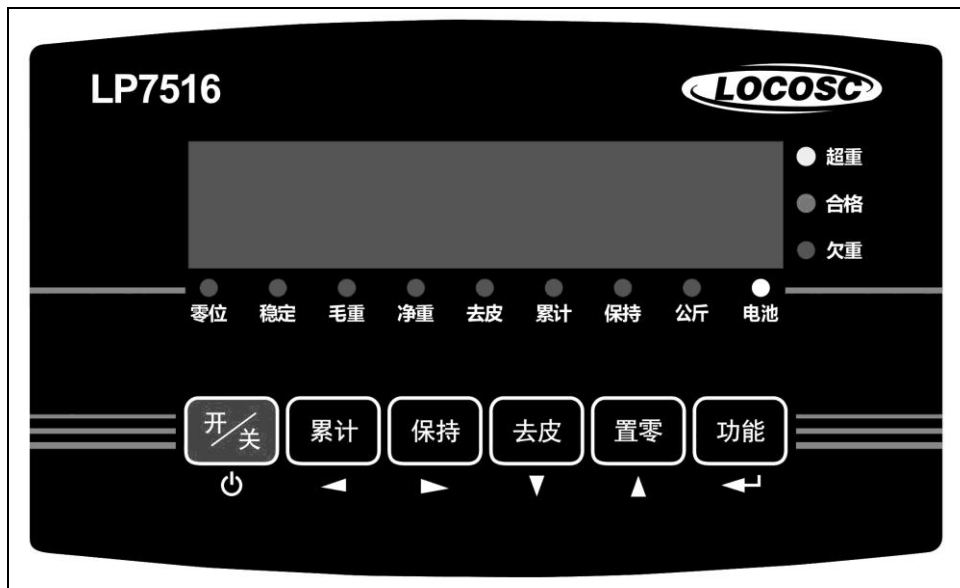 LP7516
LOCOSC
超重
合格
欠重
零位 稳定 毛重 净重 去皮 累计 保持 公斤 电池
开/关 累计 保持 去皮 置零 功能